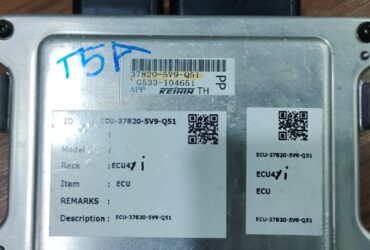 T5A
37820-5V9-Q51
G533-104651
APP KEIHIN TH
PP
ID : ECU-37820-5V9-Q51
:
Model :
Rack : ECU4
Item : ECU
REMARKS :
Description : ECU-37820-5V9-Q51
ECU-37820-5V9-Q51
ECU4
ECU
ECU-37820-5V9-Q51